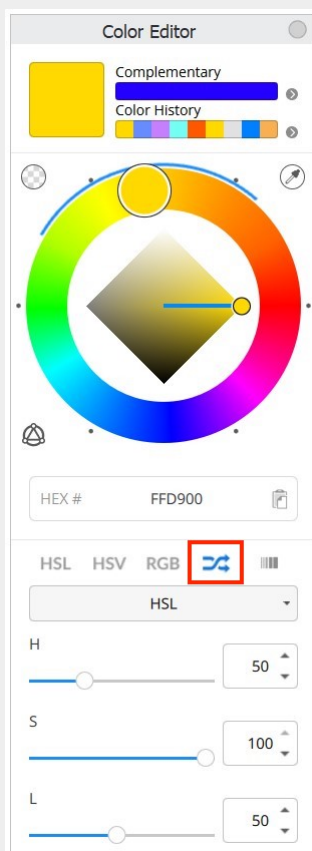 Color Editor
Complementary
Color History
HEX # FFD900
HSL HSV RGB
HSL
H
50
S
100
L
50